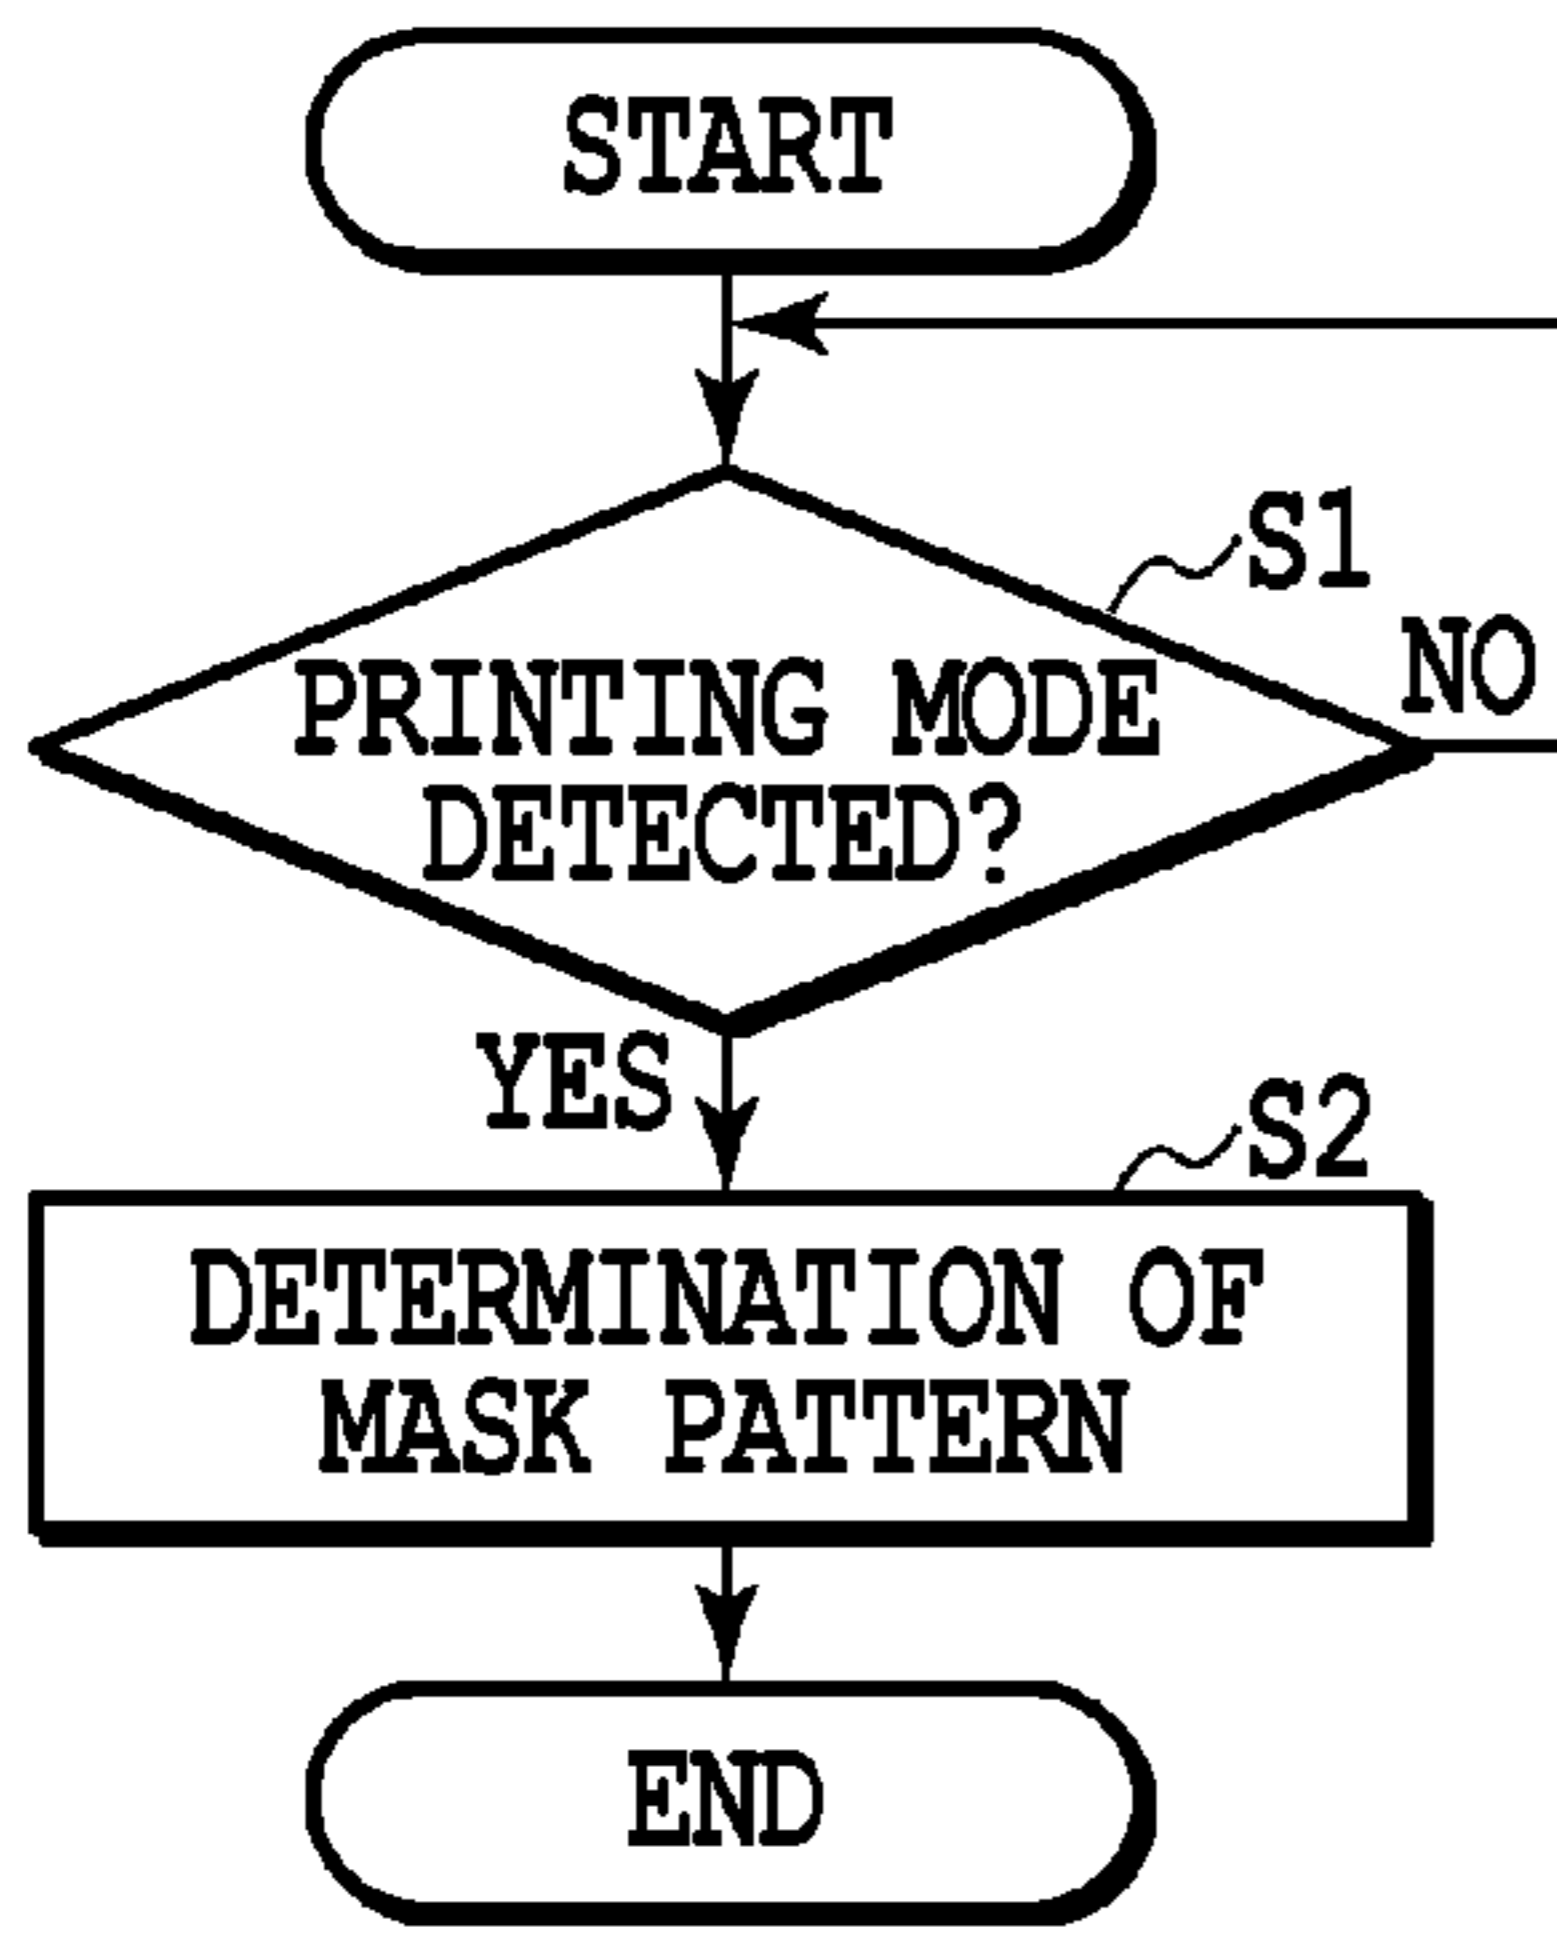 START
S1
NO
PRINTING MODE
DETECTED?
YES
S2
DETERMINATION OF
MASK PATTERN
END